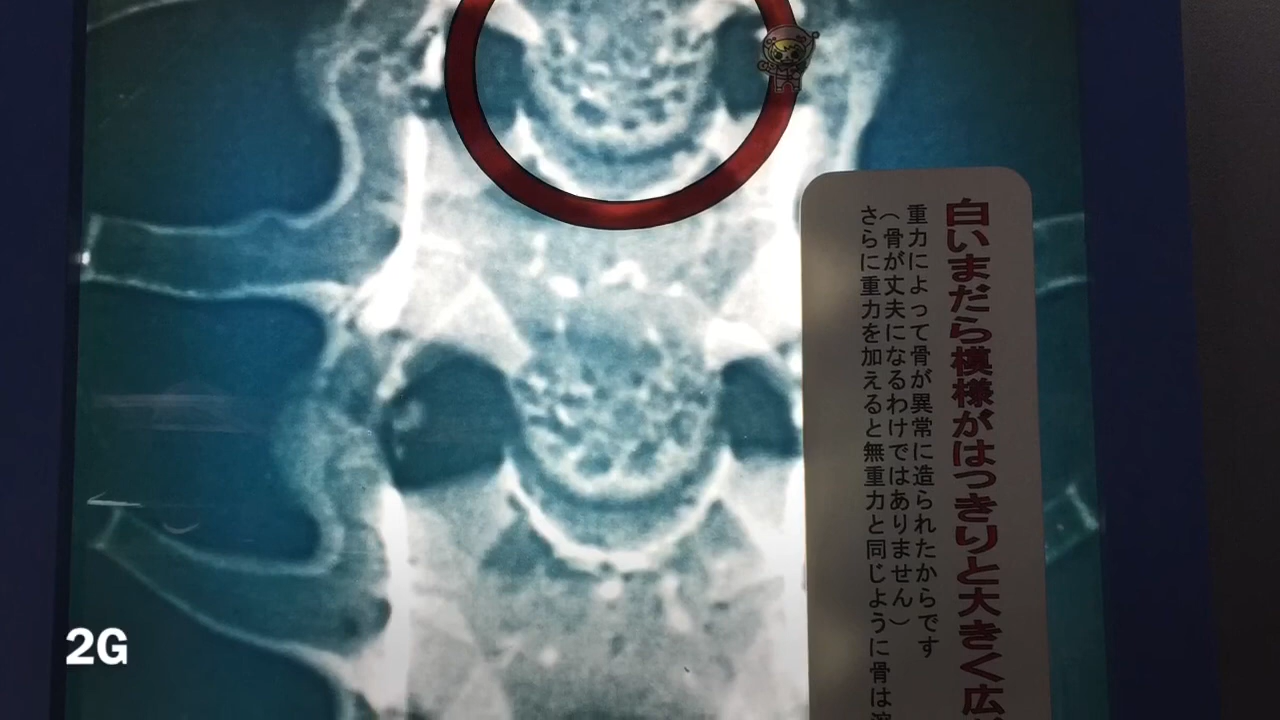 白いまだら模様がはっきりと大きく広
重力によって骨が異常に造られたからです
(骨が丈夫になるわけではありません)
さらに重力を加えると無重力と同じように骨は溶
2G